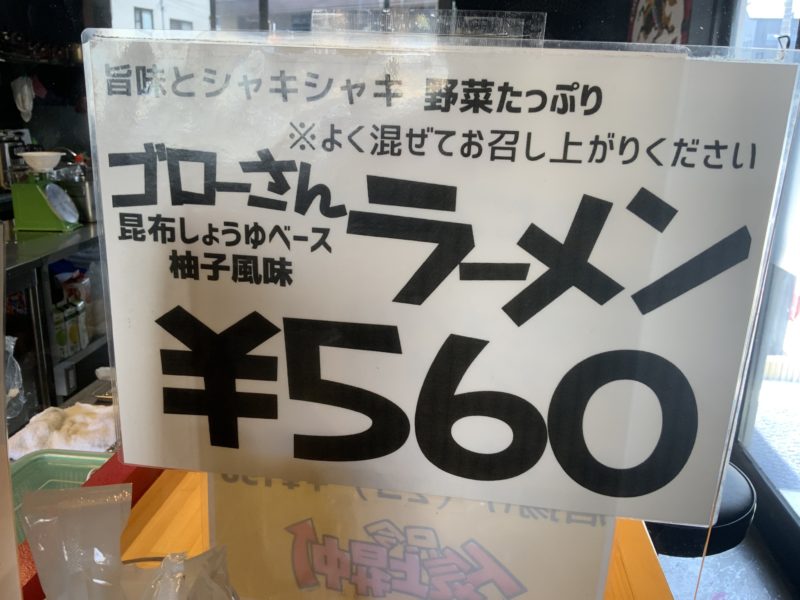 旨味とシャキシャキ 野菜たっぷり
※よく混ぜてお召し上がりください
ゴローさん
昆布しょうゆベース
柚子風味
ラーメン
¥560